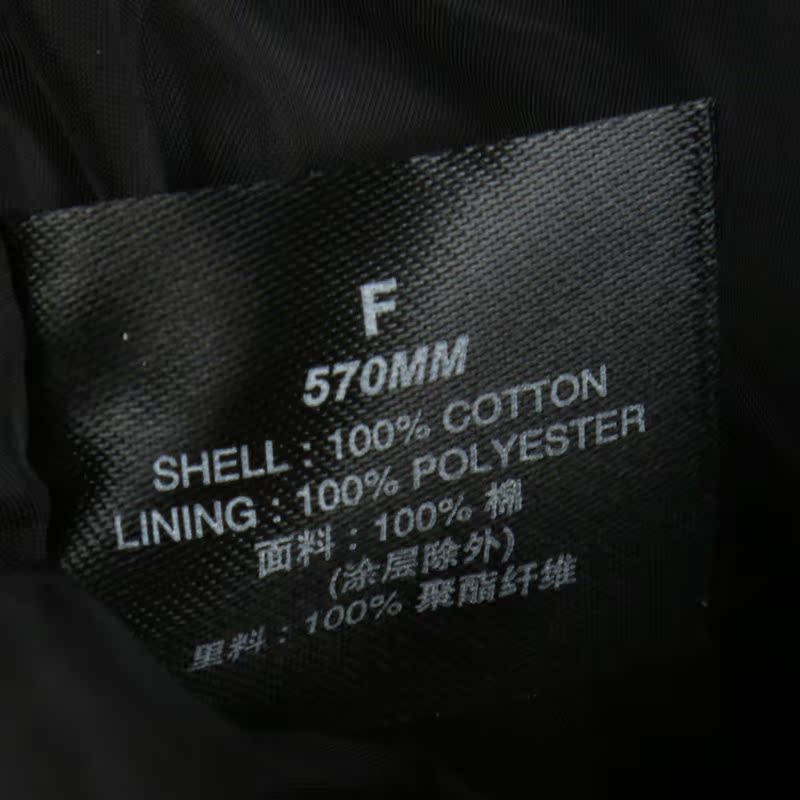 F
570MM
SHELL : 100% COTTON
LINING : 100% POLYESTER
面料 : 100% 棉
(涂层除外)
里料 : 100% 聚酯纤维